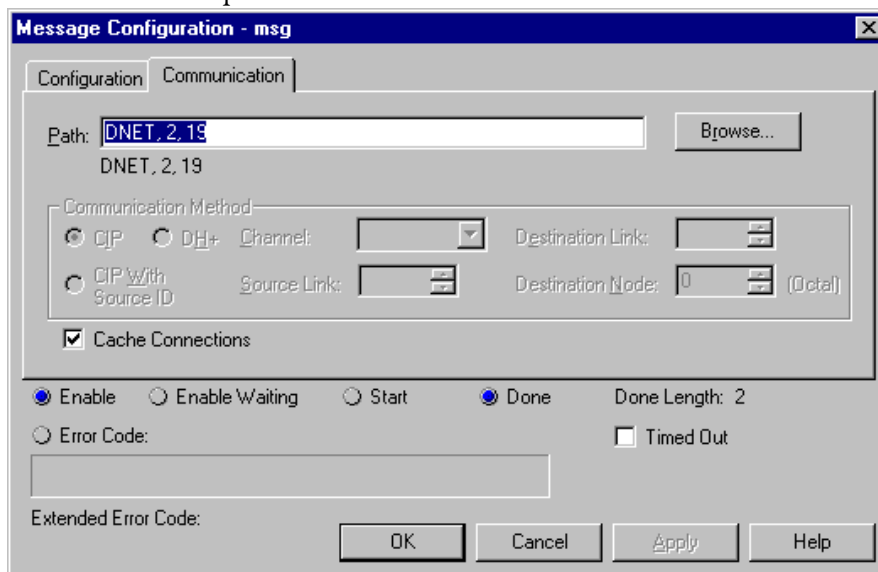 Message Configuration - msg
Configuration Communication
Path: DNET, 2, 19 Browse...
DNET, 2, 19
Communication Method
CIP DH+ Channel: Destination Link:
CIP With Source ID Source Link: Destination Node: 0 (Octal)
Cache Connections
Enable Enable Waiting Start Done Done Length: 2
Error Code: Timed Out
Extended Error Code:
OK Cancel Apply Help